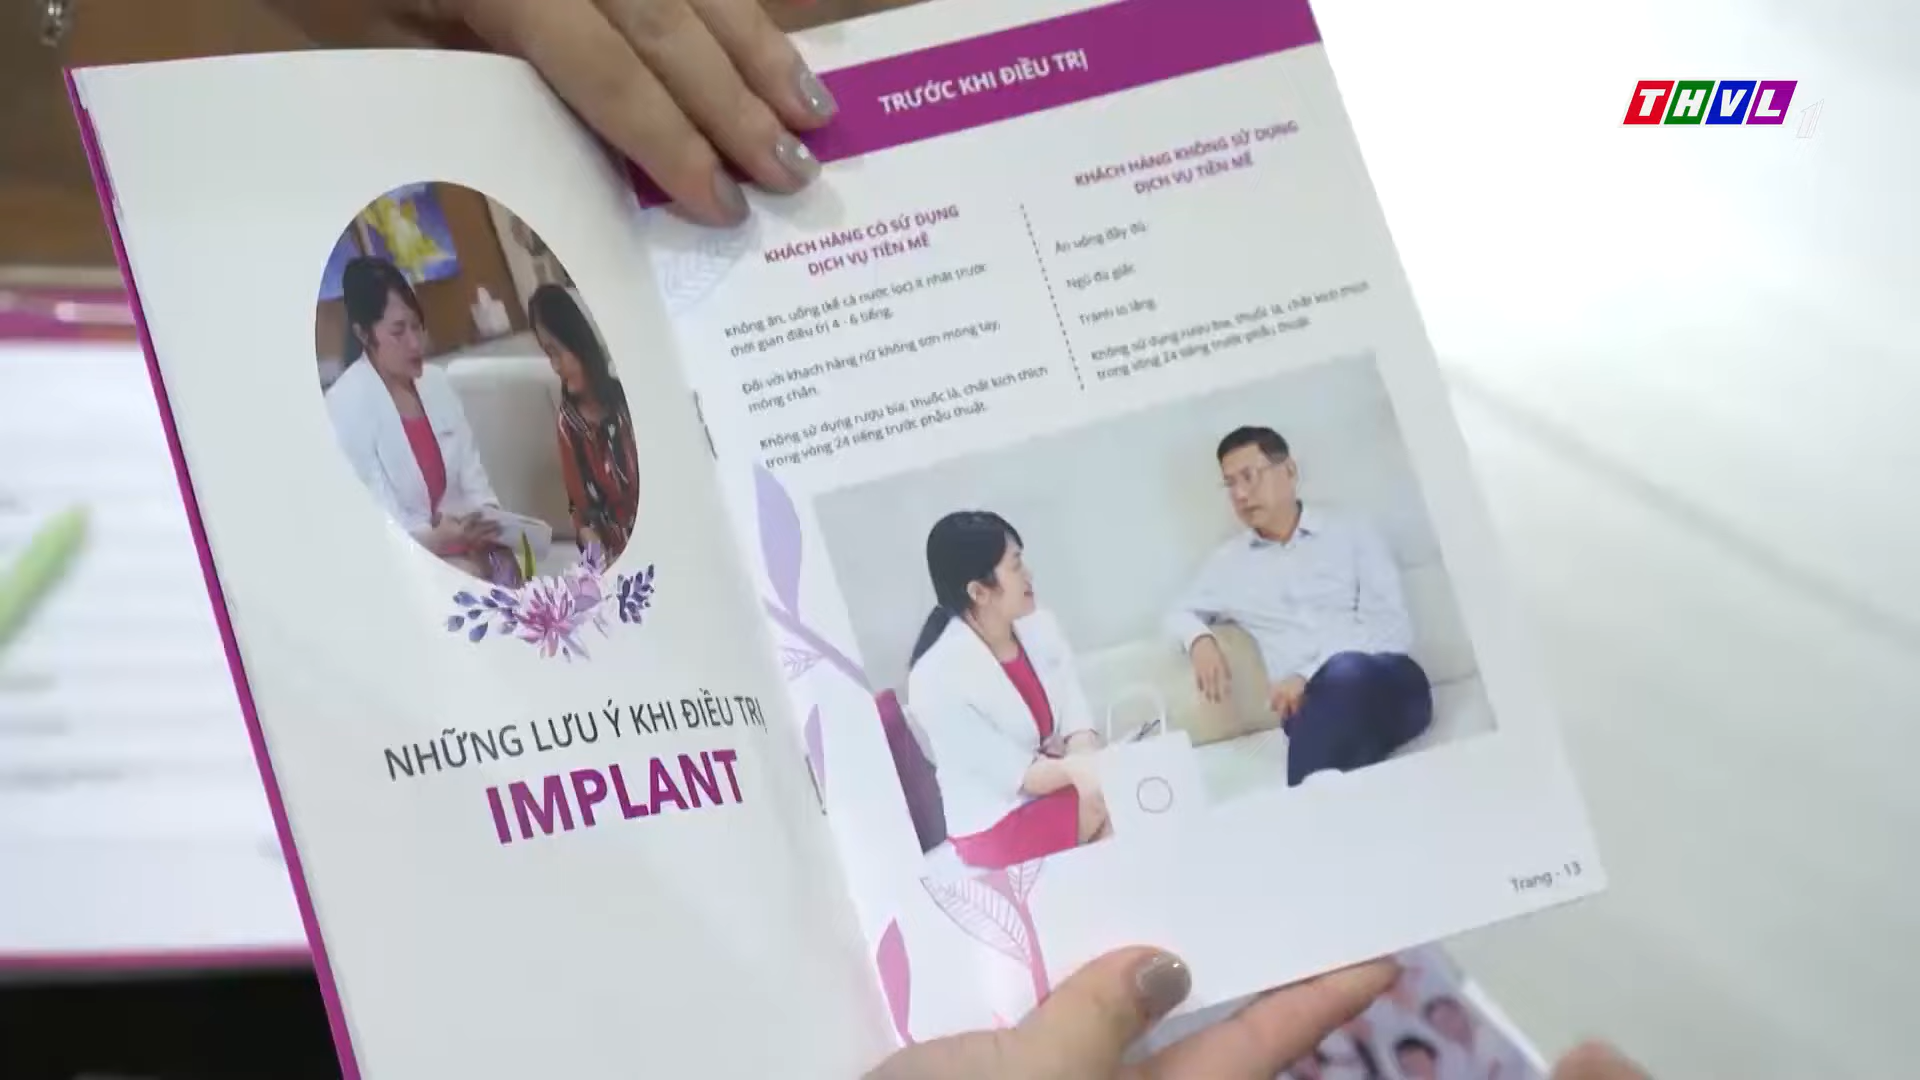 THVL1
NHỮNG LƯU Ý KHI ĐIỀU TRỊ
IMPLANT
TRƯỚC KHI ĐIỀU TRỊ
KHÁCH HÀNG CÓ SỬ DỤNG
DỊCH VỤ TIỀN MÊ
Không ăn, uống (kể cả nước lọc) ít nhất trước
thời gian điều trị 4 - 6 tiếng.
Đối với khách hàng nữ không sơn móng tay,
móng chân.
Không sử dụng rượu bia, thuốc lá, chất kích thích
trong vòng 24 tiếng trước phẫu thuật.
KHÁCH HÀNG KHÔNG SỬ DỤNG
DỊCH VỤ TIỀN MÊ
Ăn uống đầy đủ.
Ngủ đủ giấc.
Tránh lo lắng.
Không sử dụng rượu bia, thuốc lá, chất kích thích
trong vòng 24 tiếng trước phẫu thuật.
Trang - 13